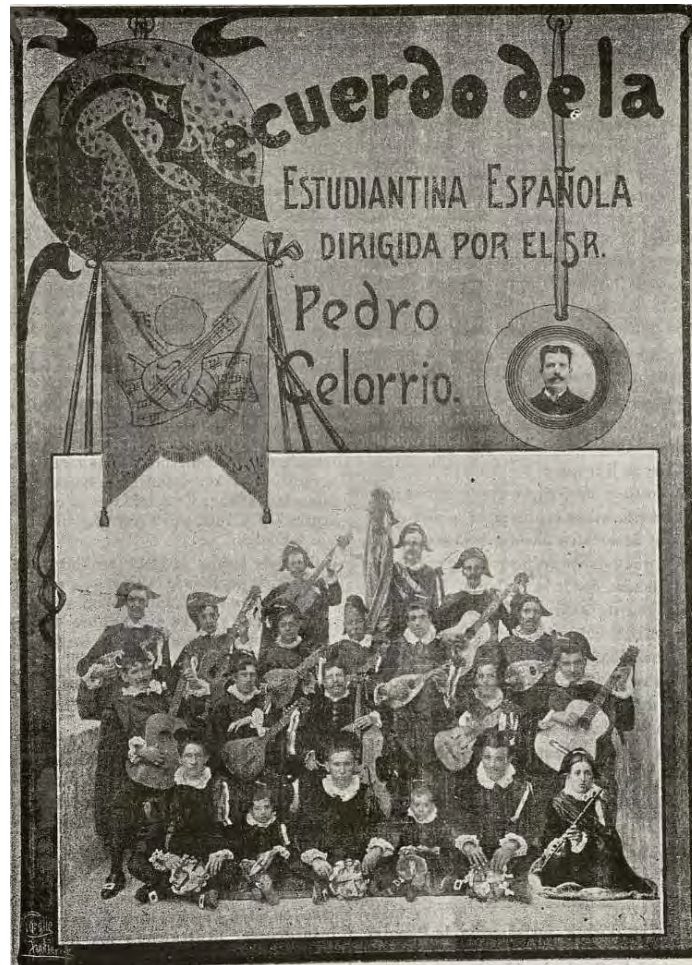 Recuerdo de la
ESTUDIANTINA ESPAÑOLA
DIRIGIDA POR EL SR.
Pedro
Celorrio.